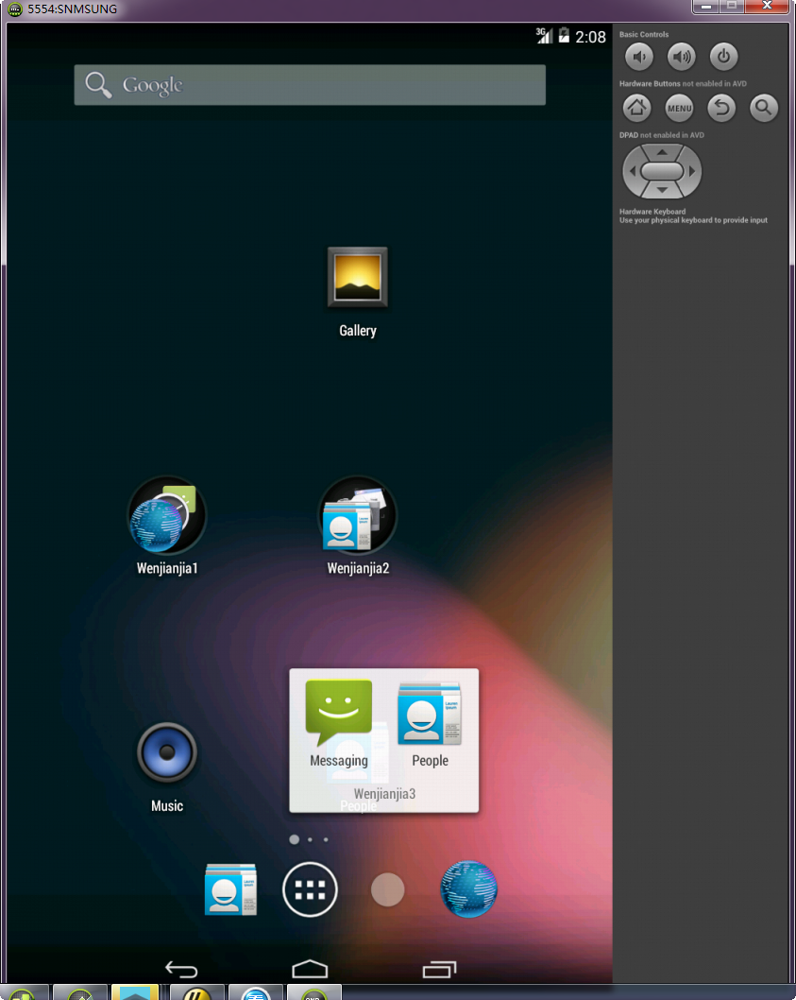 5554:SNMSUNG
3G
2:08
Google
Gallery
Wenjianjia1
Wenjianjia2
Messaging
People
Wenjianjia3
People
Music
Basic Controls
Hardware Buttons not enabled in AVD
MENU
DPAD not enabled in AVD
Hardware Keyboard
Use your physical keyboard to provide input